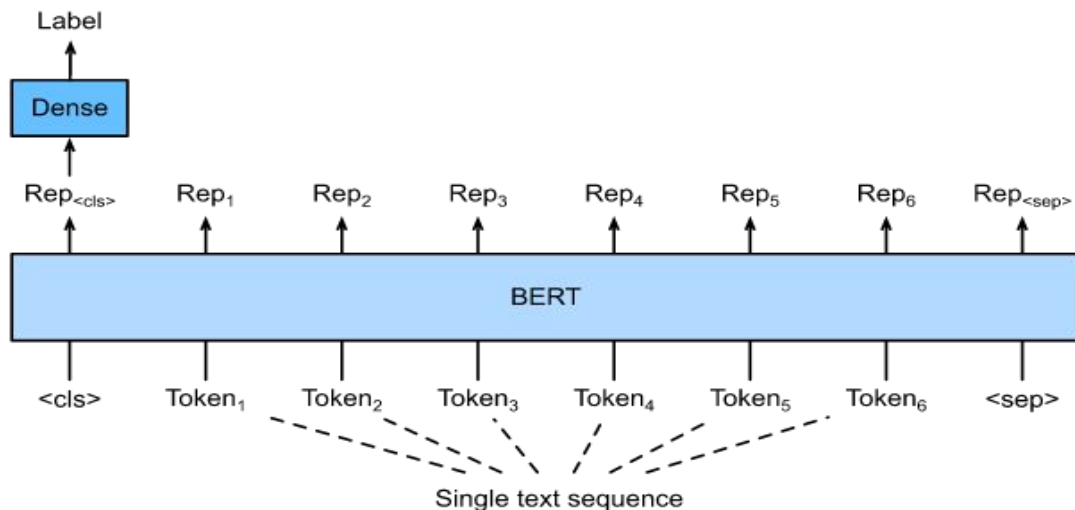 Label
Dense
Rep<cls> Rep1 Rep2 Rep3 Rep4 Rep5 Rep6 Rep<sep>
BERT
<cls> Token1 Token2 Token3 Token4 Token5 Token6 <sep>
Single text sequence